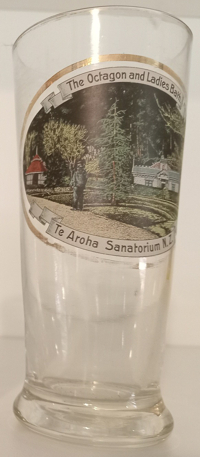 The Octagon and Ladies Bath
Te Aroha Sanatorium N.Z.